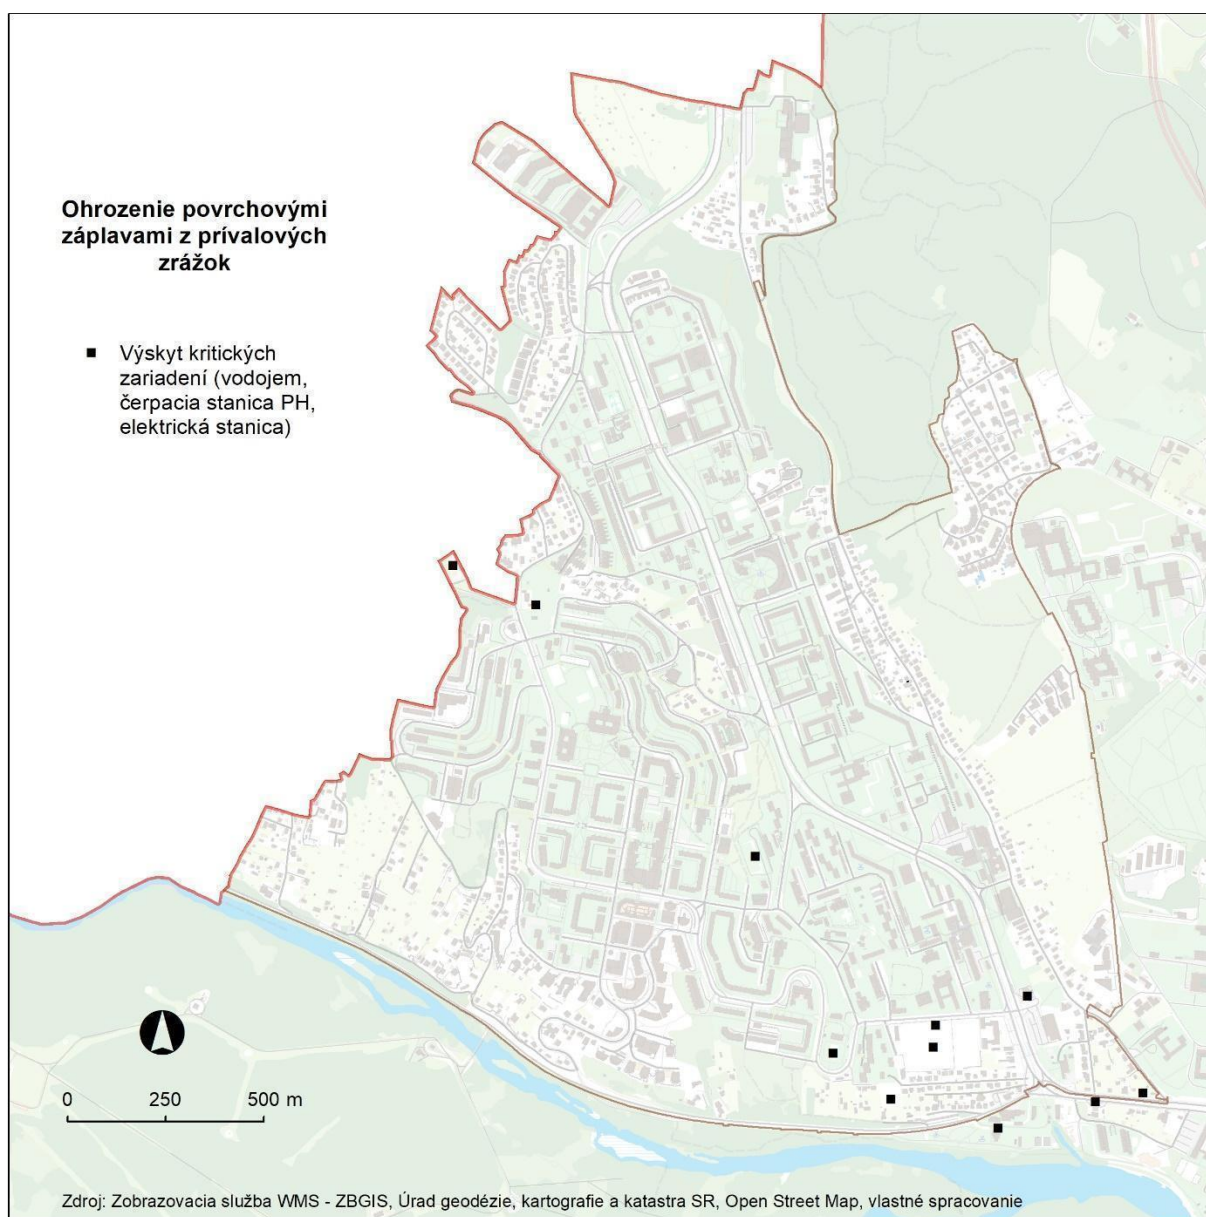 Ohrozenie povrchovými
záplavami z prívalových
zrážok
Výskyt kritických
zariadení (vodojem,
čerpacia stanica PH,
elektrická stanica)
0 250 500 m
Zdroj: Zobrazovacia služba WMS - ZBGIS, Úrad geodézie, kartografie a katastra SR, Open Street Map, vlastné spracovanie